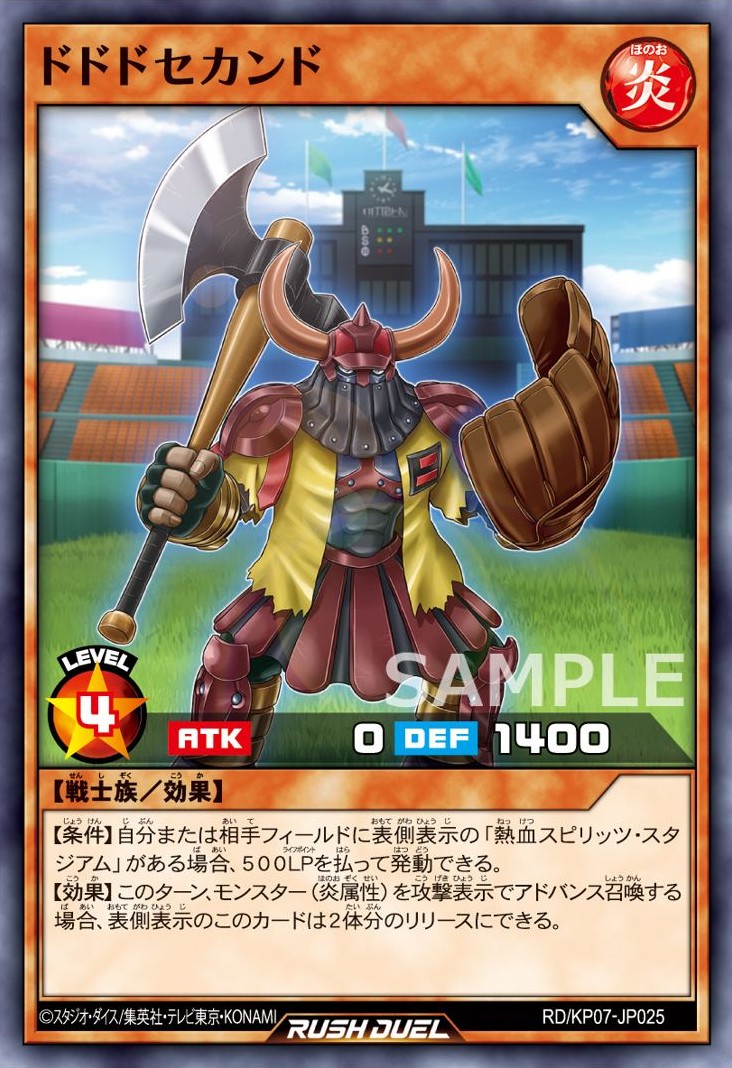 ドドドセカンド
ほのお
炎
B
S
O
SAMPLE
LEVEL
4
ATK 0 DEF 1400
【戦士族／効果】
【条件】自分または相手フィールドに表側表示の「熱血スピリッツ・スタ
ジアム」がある場合、500LPを払って発動できる。
【効果】このターン、モンスター（炎属性）を攻撃表示でアドバンス召喚する
場合、表側表示のこのカードは2体分のリリースにできる。
©スタジオ・ダイス/集英社・テレビ東京・KONAMI
RUSH DUEL
RD/KP07-JP025